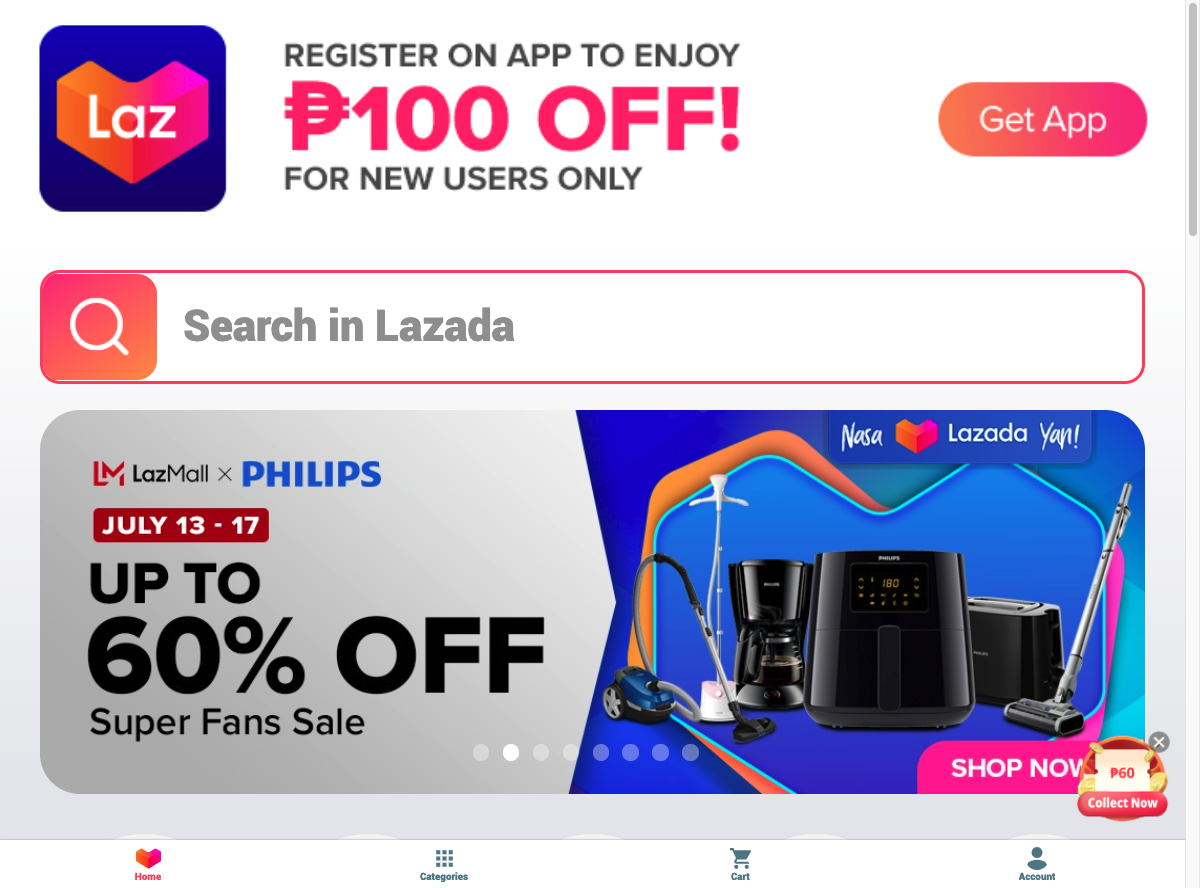 Laz
REGISTER ON APP TO ENJOY
₱100 OFF!
FOR NEW USERS ONLY
Get App
Search in Lazada
LazMall × PHILIPS
JULY 13 - 17
UP TO
60% OFF
Super Fans Sale
Nasa Lazada Yan!
PHILIPS
PHILIPS
180
PHILIPS
SHOP NOW
₱60
Collect Now
Home
Categories
Cart
Account